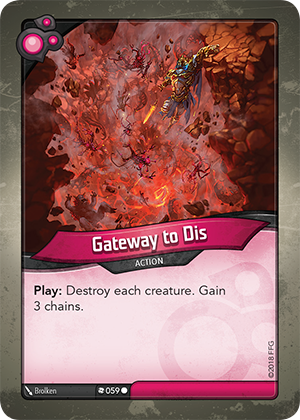 Gateway to Dis
ACTION
Play: Destroy each creature. Gain
3 chains.
Brolken
059
©2018 FFG